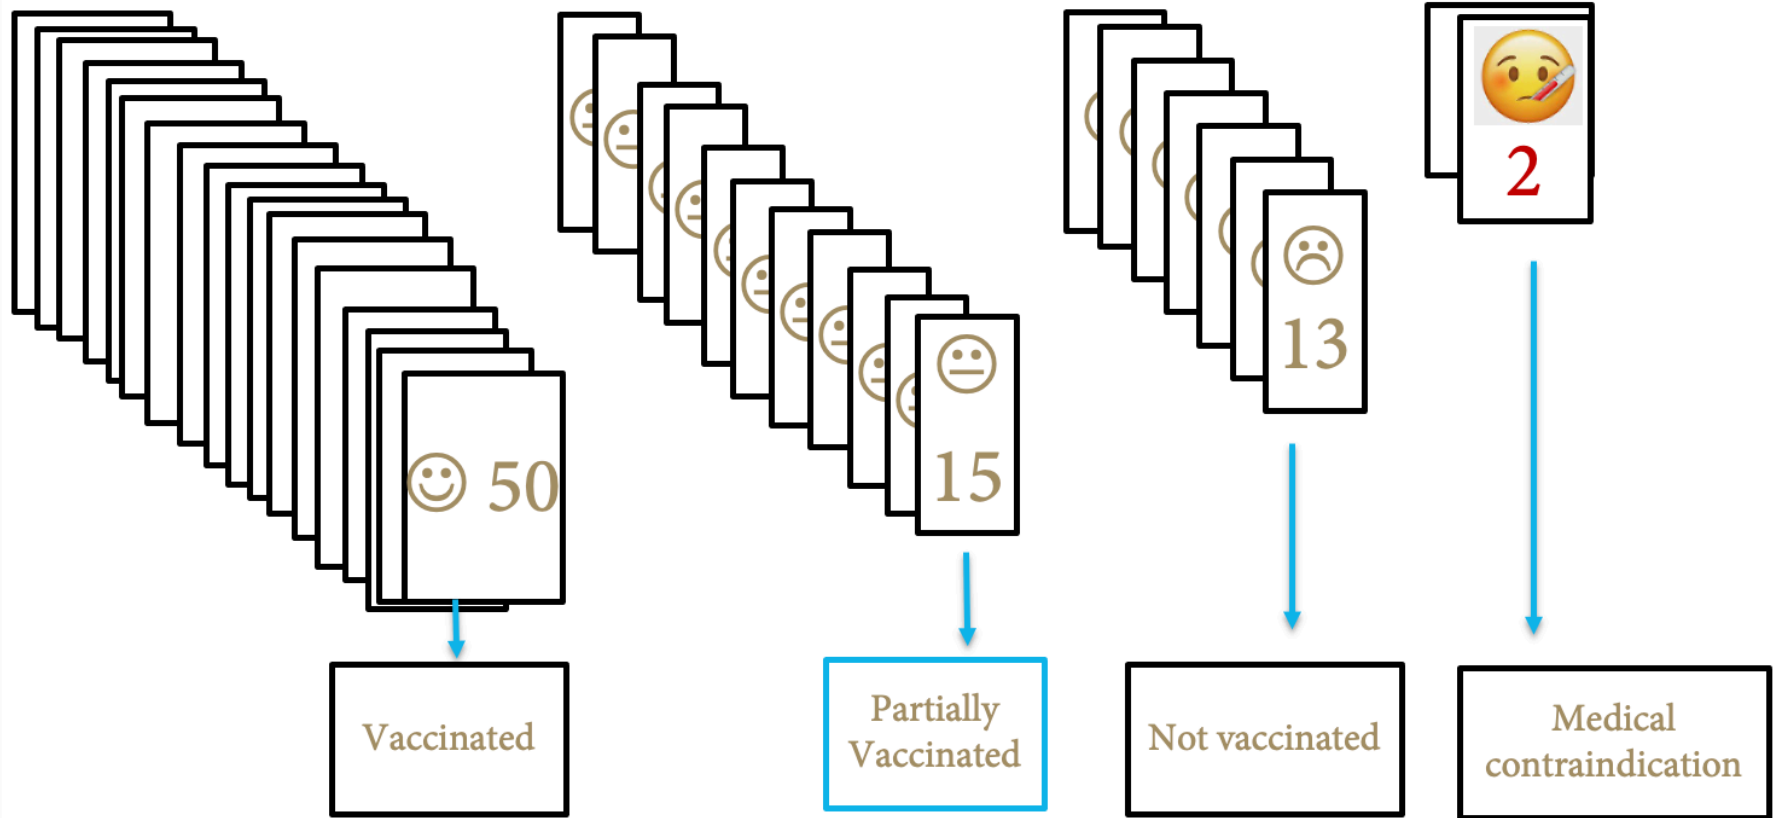 2
13
15
50
Vaccinated
Partially
Vaccinated
Not vaccinated
Medical
contraindication